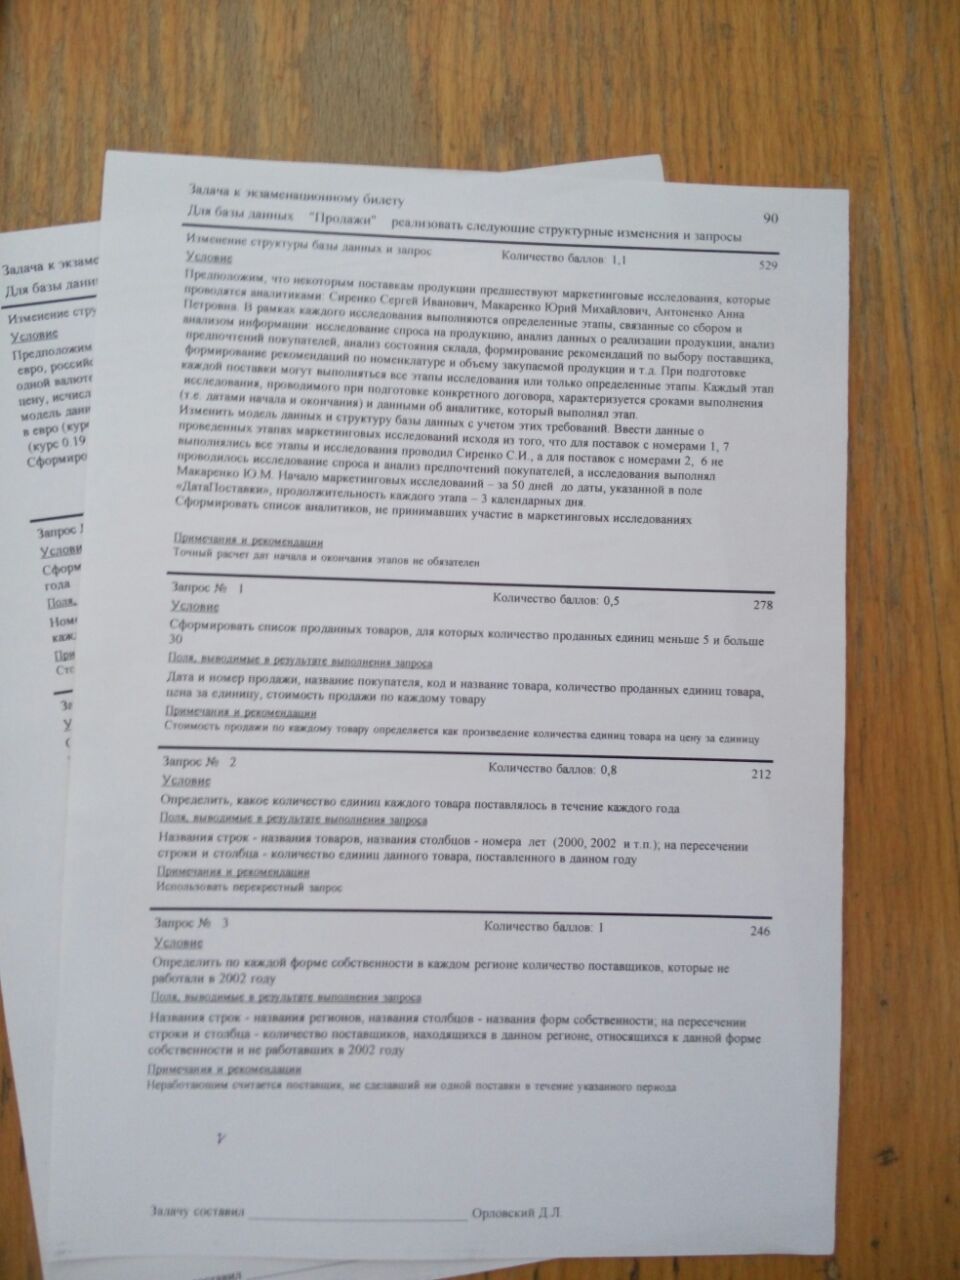 Задача к экзаменационному билету
90
Для базы данных "Продажи" реализовать следующие структурные изменения и запросы
Изменение структуры базы данных и запрос Количество баллов: 1,1 529
Условие
Предположим, что некоторым поставкам продукции предшествуют маркетинговые исследования, которые
проводятся аналитиками: Сиренко Сергей Иванович, Макаренко Юрий Михайлович, Антоненко Анна
Петровна. В рамках каждого исследования выполняются определенные этапы, связанные со сбором и
анализом информации: исследование спроса на продукцию, анализ данных о реализации продукции, анализ
предпочтений покупателей, анализ состояния склада, формирование рекомендаций по выбору поставщика,
формирование рекомендаций по номенклатуре и объему закупаемой продукции и т.д. При подготовке
каждой поставки могут выполняться все этапы исследования или только определенные этапы. Каждый этап
исследования, проводимого при подготовке конкретного договора, характеризуется сроками выполнения
(т.е. датами начала и окончания) и данными об аналитике, который выполнял этап.
Изменить модель данных и структуру базы данных с учетом этих требований. Ввести данные о
проведенных этапах маркетинговых исследований исходя из того, что для поставок с номерами 1, 7
выполнялись все этапы и исследования проводил Сиренко С.И., а для поставок с номерами 2, 6 не
проводилось исследование спроса и анализ предпочтений покупателей, а исследования выполнял
Макаренко Ю.М. Начало маркетинговых исследований – за 50 дней до даты, указанной в поле
«ДатаПоставки», продолжительность каждого этапа – 3 календарных дня.
Сформировать список аналитиков, не принимавших участие в маркетинговых исследованиях
Примечания и рекомендации
Точный расчет дат начала и окончания этапов не обязателен
Запрос № 1 Количество баллов: 0,5 278
Условие
Сформировать список проданных товаров, для которых количество проданных единиц меньше 5 и больше
30
Поля, выводимые в результате выполнения запроса
Дата и номер продажи, название покупателя, код и название товара, количество проданных единиц товара,
цена за единицу, стоимость продажи по каждому товару
Примечания и рекомендации
Стоимость продажи по каждому товару определяется как произведение количества единиц товара на цену за единицу
Запрос № 2 Количество баллов: 0,8 212
Условие
Определить, какое количество единиц каждого товара поставлялось в течение каждого года
Поля, выводимые в результате выполнения запроса
Названия строк - названия товаров, названия столбцов - номера лет (2000, 2002 и т.п.); на пересечении
строки и столбца - количество единиц данного товара, поставленного в данном году
Примечания и рекомендации
Использовать перекрестный запрос
Запрос № 3 Количество баллов: 1 246
Условие
Определить по каждой форме собственности в каждом регионе количество поставщиков, которые не
работали в 2002 году
Поля, выводимые в результате выполнения запроса
Названия строк - названия регионов, названия столбцов - названия форм собственности; на пересечении
строки и столбца - количество поставщиков, находящихся в данном регионе, относящихся к данной форме
собственности и не работавших в 2002 году
Примечания и рекомендации
Неработающим считается поставщик, не сделавший ни одной поставки в течение указанного периода
Задачу составил Орловский Д.Л.
Задача к экзаме
Для базы данн
Изменение стру
Условие
Предположим
евро, россий
одной валюте
цену, исчисл
модель дан
в евро (кур
(курс 0.19
Сформиро
Запрос
Услови
Сформ
года
Поля,
Ном
каж
При
Ст